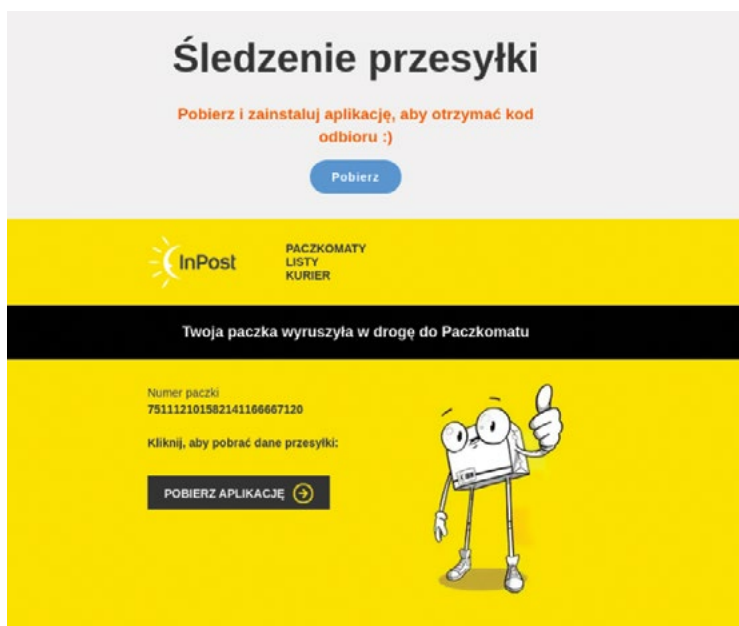 Śledzenie przesyłki
Pobierz i zainstaluj aplikację, aby otrzymać kod
odbioru :)
Pobierz
InPost
PACZKOMATY
LISTY
KURIER
Twoja paczka wyruszyła w drogę do Paczkomatu
Numer paczki
751112101582141166667120
Kliknij, aby pobrać dane przesyłki:
POBIERZ APLIKACJĘ